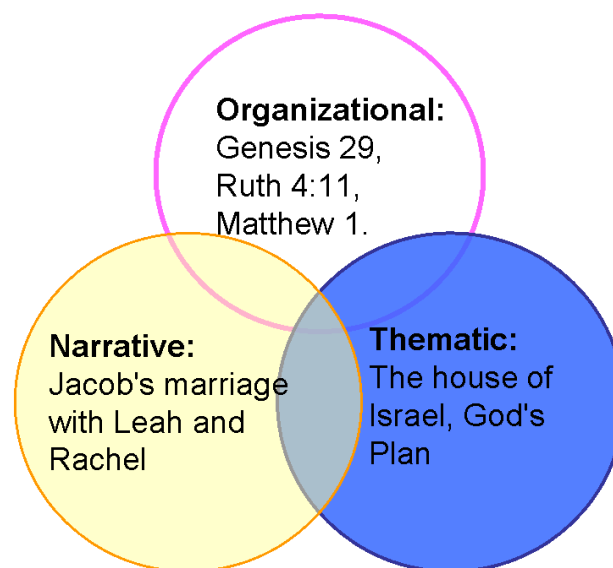 Organizational:
Genesis 29,
Ruth 4:11,
Matthew 1.
Narrative:
Jacob's marriage
with Leah and
Rachel
Thematic:
The house of
Israel, God's
Plan